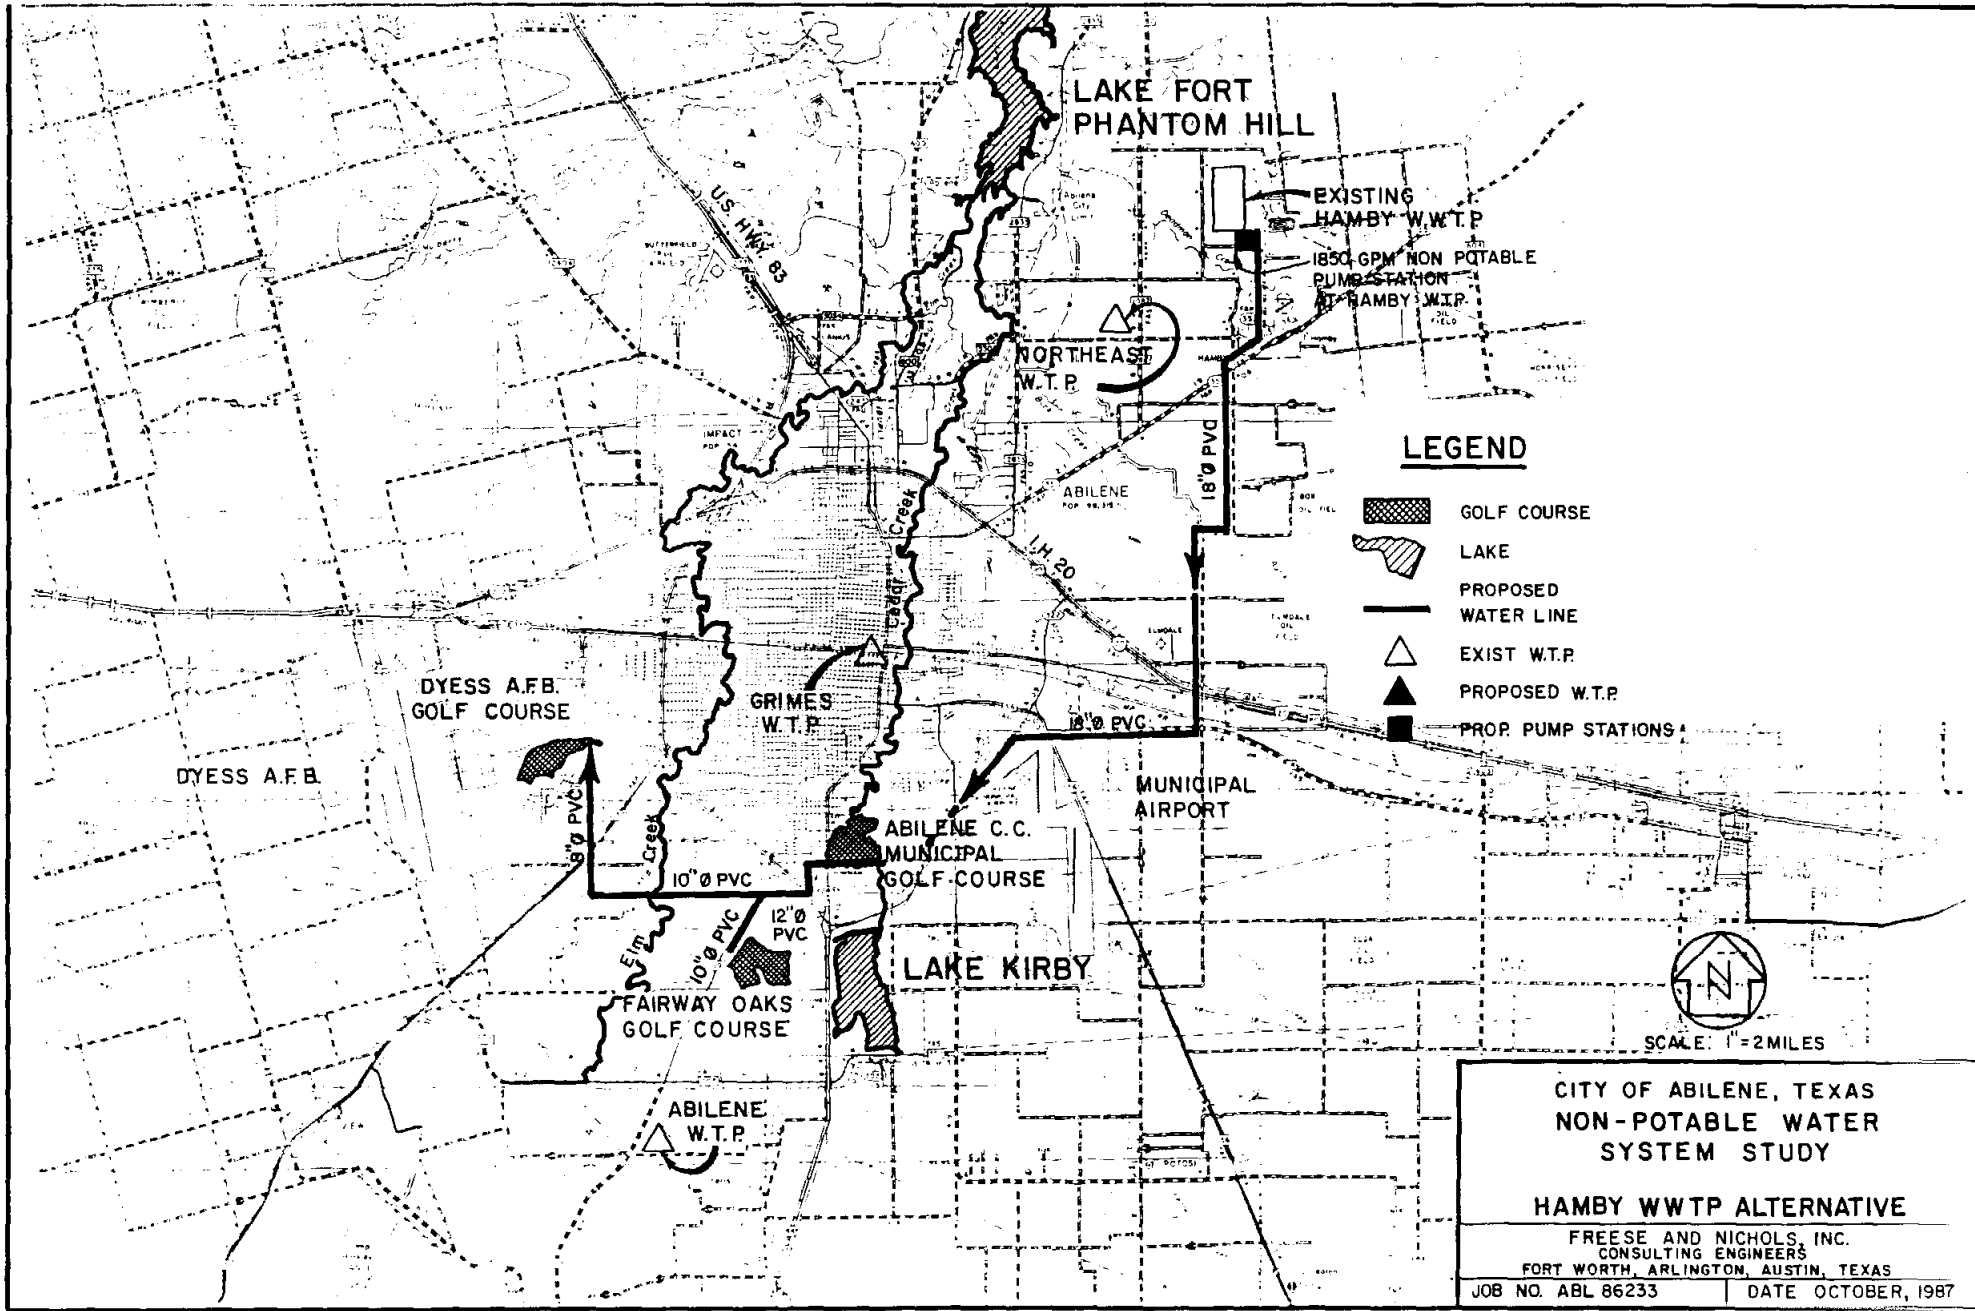 LAKE FORT
PHANTOM HILL
U.S. HWY. 83
EXISTING
HAMBY W.W.T.P.
1850 GPM NON POTABLE
PUMP STATION
AT HAMBY W.T.P.
NORTHEAST
W.T.P.
IMPACT
ABILENE
18"Ø PVC
I.H. 20
Cedar Creek
LEGEND
GOLF COURSE
LAKE
PROPOSED
WATER LINE
EXIST W.T.P.
PROPOSED W.T.P.
PROP. PUMP STATIONS
DYESS A.F.B.
GOLF COURSE
DYESS A.F.B.
GRIMES
W.T.P.
18"Ø PVC
MUNICIPAL
AIRPORT
ABILENE C.C.
MUNICIPAL
GOLF COURSE
8"Ø PVC
10"Ø PVC
12"Ø
PVC
10"Ø PVC
Elm Creek
FAIRWAY OAKS
GOLF COURSE
LAKE KIRBY
ABILENE
W.T.P.
N
SCALE: 1"=2 MILES
CITY OF ABILENE, TEXAS
NON-POTABLE WATER
SYSTEM STUDY
HAMBY WWTP ALTERNATIVE
FREESE AND NICHOLS, INC.
CONSULTING ENGINEERS
FORT WORTH, ARLINGTON, AUSTIN, TEXAS
JOB NO. ABL 86233
DATE OCTOBER, 1987